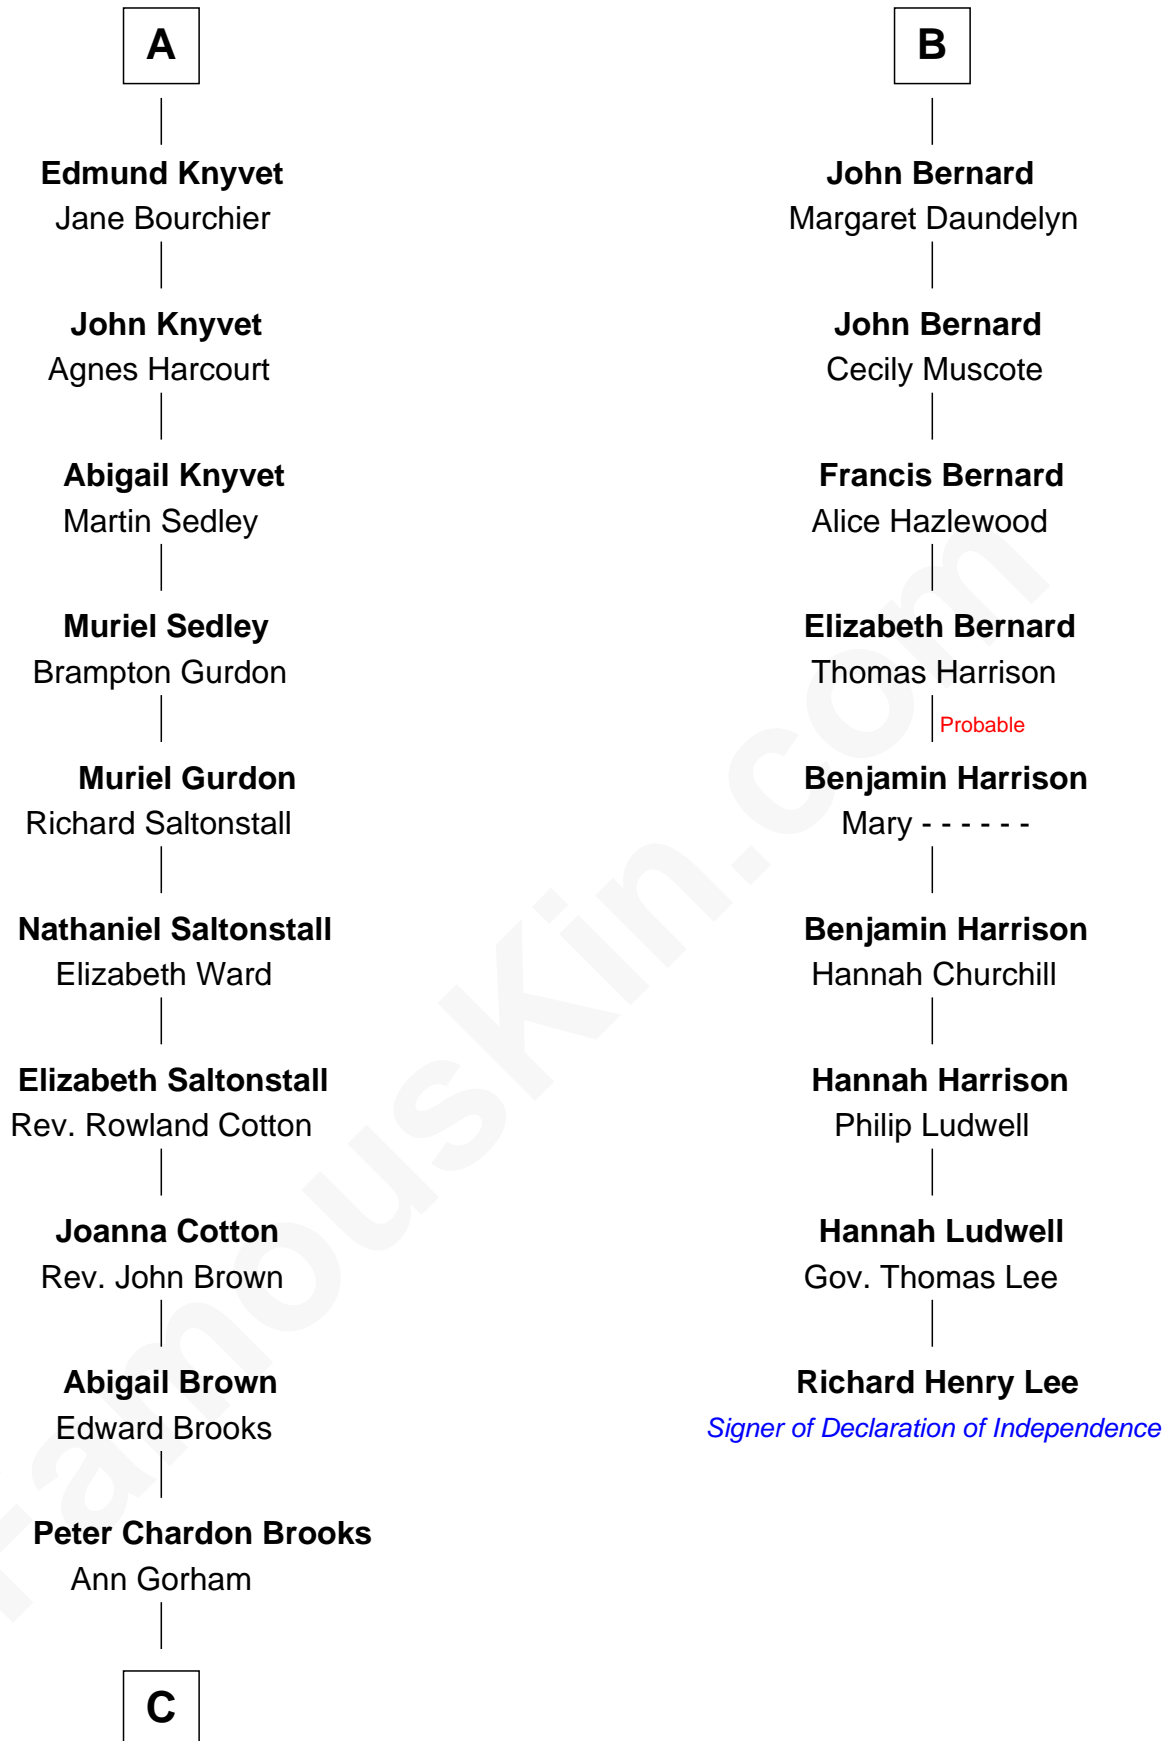 A
Edmund Knyvet
Jane Bourchier
John Knyvet
Agnes Harcourt
Abigail Knyvet
Martin Sedley
Muriel Sedley
Brampton Gurdon
Muriel Gurdon
Richard Saltonstall
Nathaniel Saltonstall
Elizabeth Ward
Elizabeth Saltonstall
Rev. Rowland Cotton
Joanna Cotton
Rev. John Brown
Abigail Brown
Edward Brooks
Peter Chardon Brooks
Ann Gorham
C
B
John Bernard
Margaret Daundelyn
John Bernard
Cecily Muscote
Francis Bernard
Alice Hazlewood
Elizabeth Bernard
Thomas Harrison
Probable
Benjamin Harrison
Mary - - - - - -
Benjamin Harrison
Hannah Churchill
Hannah Harrison
Philip Ludwell
Hannah Ludwell
Gov. Thomas Lee
Richard Henry Lee
Signer of Declaration of Independence
FamousKin.com